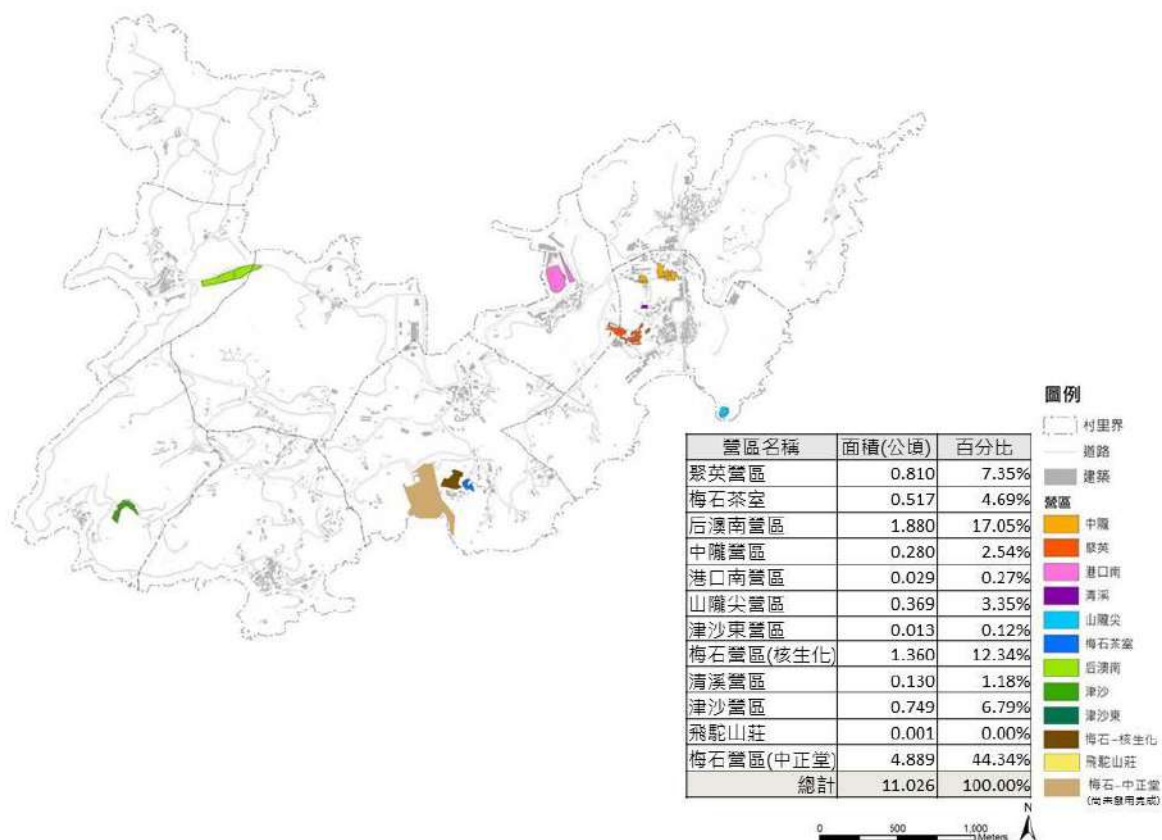 圖例
村里界
道路
建築
營區
中隴
聚英
港口南
清溪
山隴尖
梅石茶室
后澳南
津沙
津沙東
梅石-核生化
飛駝山莊
梅石-中正堂
(尚未發用完成)
營區名稱 面積(公頃) 百分比
聚英營區 0.810 7.35%
梅石茶室 0.517 4.69%
后澳南營區 1.880 17.05%
中隴營區 0.280 2.54%
港口南營區 0.029 0.27%
山隴尖營區 0.369 3.35%
津沙東營區 0.013 0.12%
梅石營區(核生化) 1.360 12.34%
清溪營區 0.130 1.18%
津沙營區 0.749 6.79%
飛駝山莊 0.001 0.00%
梅石營區(中正堂) 4.889 44.34%
總計 11.026 100.00%
N
0 500 1,000
Meters